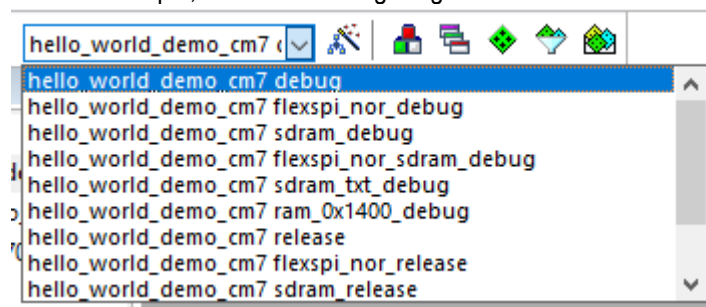 hello_world_demo_cm7
hello_world_demo_cm7 debug
hello_world_demo_cm7 flexspi_nor_debug
hello_world_demo_cm7 sdram_debug
hello_world_demo_cm7 flexspi_nor_sdram_debug
hello_world_demo_cm7 sdram_txt_debug
hello_world_demo_cm7 ram_0x1400_debug
hello_world_demo_cm7 release
hello_world_demo_cm7 flexspi_nor_release
hello_world_demo_cm7 sdram_release